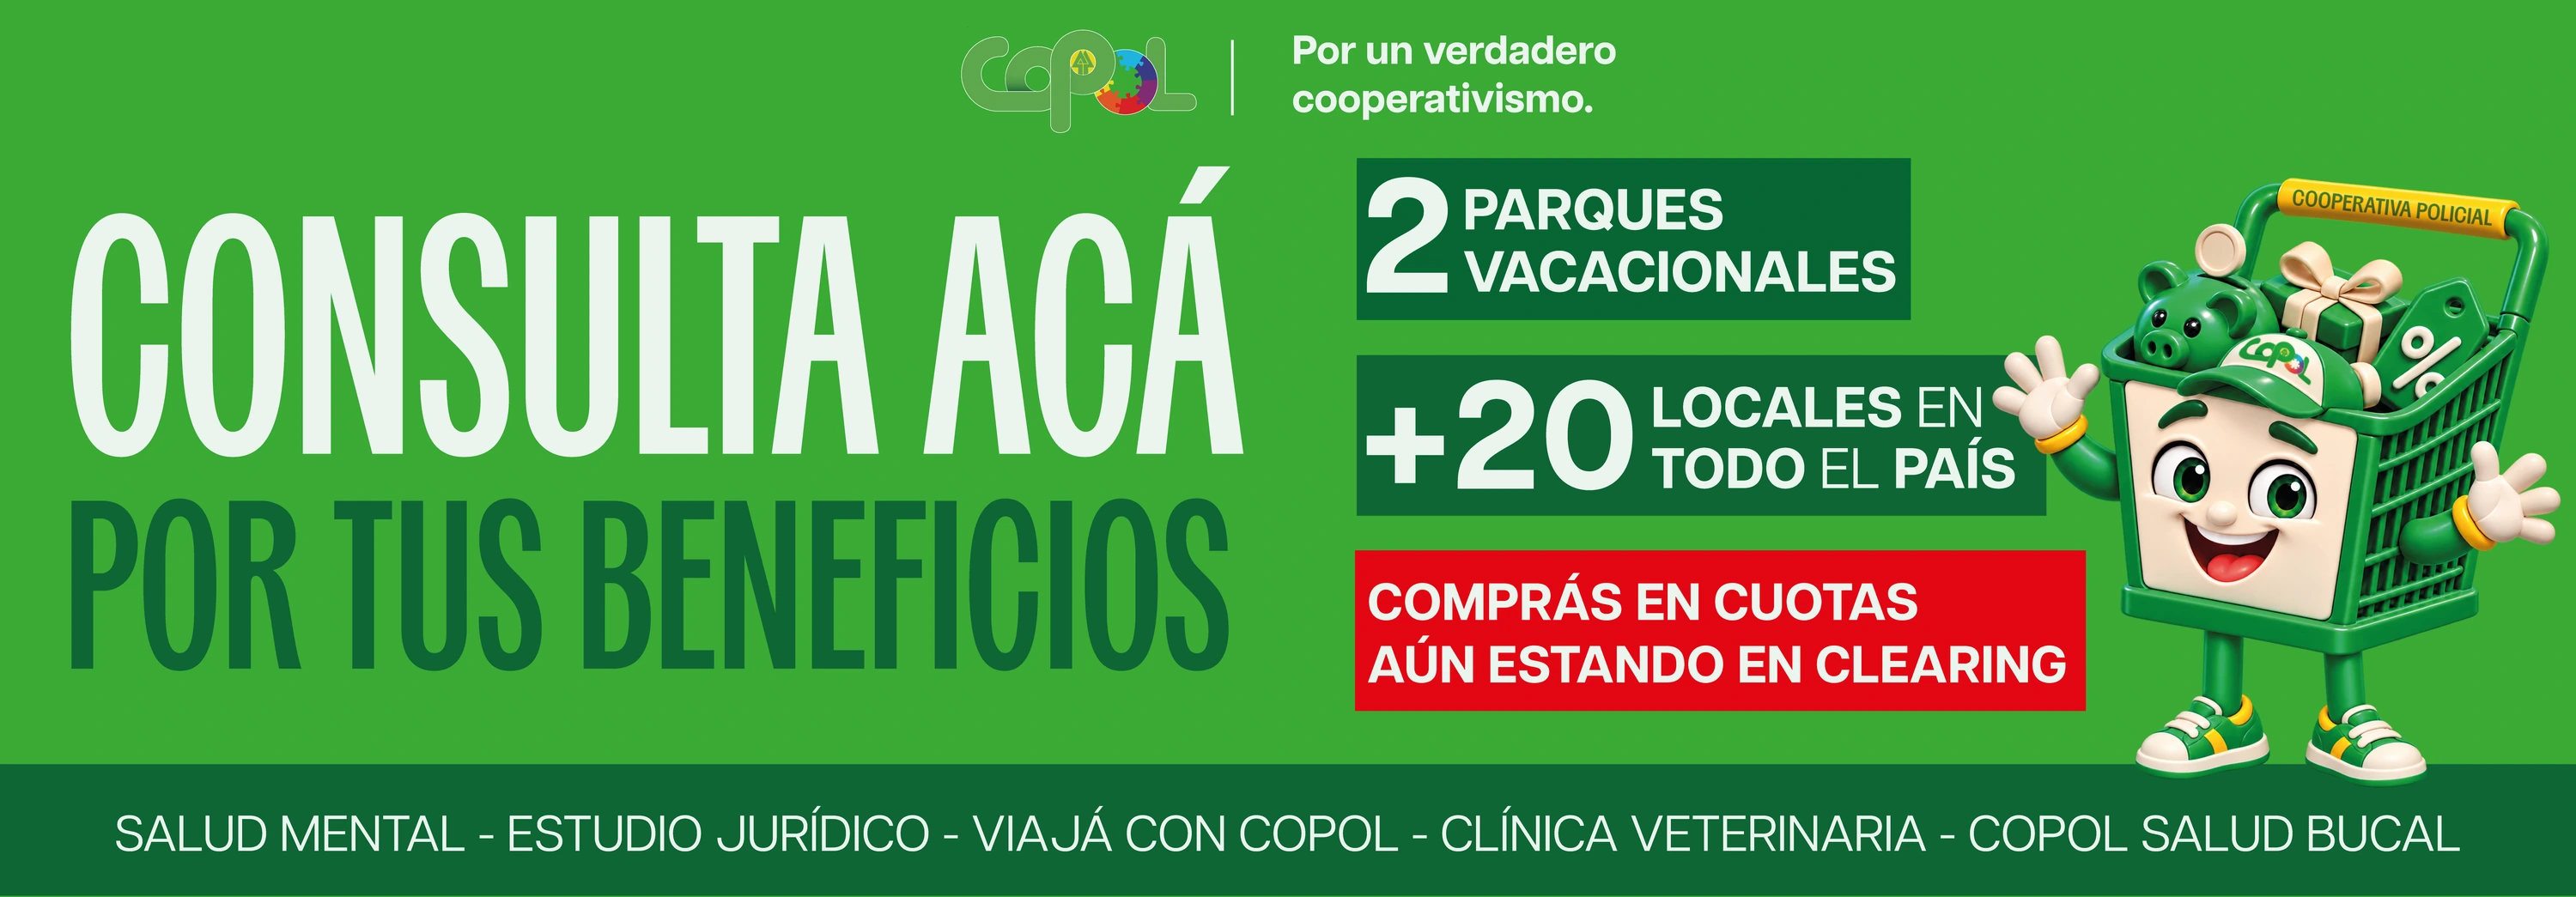 COPOL
Por un verdadero
cooperativismo.
CONSULTA ACÁ
POR TUS BENEFICIOS
2 PARQUES
VACACIONALES
+20 LOCALES EN
TODO EL PAÍS
COMPRÁS EN CUOTAS
AÚN ESTANDO EN CLEARING
COOPERATIVA POLICIAL
%
COPOL
SALUD MENTAL - ESTUDIO JURÍDICO - VIAJÁ CON COPOL - CLÍNICA VETERINARIA - COPOL SALUD BUCAL